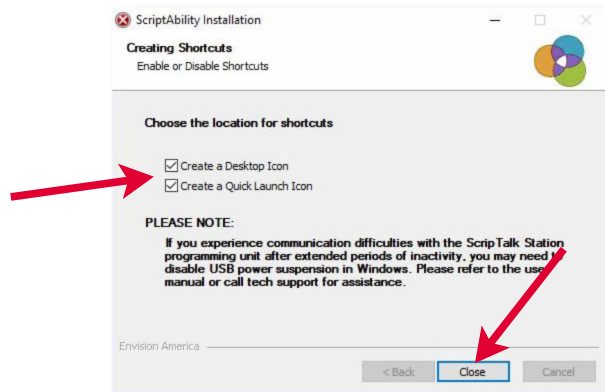 ScriptAbility Installation
Creating Shortcuts
Enable or Disable Shortcuts
Choose the location for shortcuts
Create a Desktop Icon
Create a Quick Launch Icon
PLEASE NOTE:
If you experience communication difficulties with the ScripTalk Station
programming unit after extended periods of inactivity, you may need to
disable USB power suspension in Windows. Please refer to the user
manual or call tech support for assistance.
Envision America
< Back
Close
Cancel